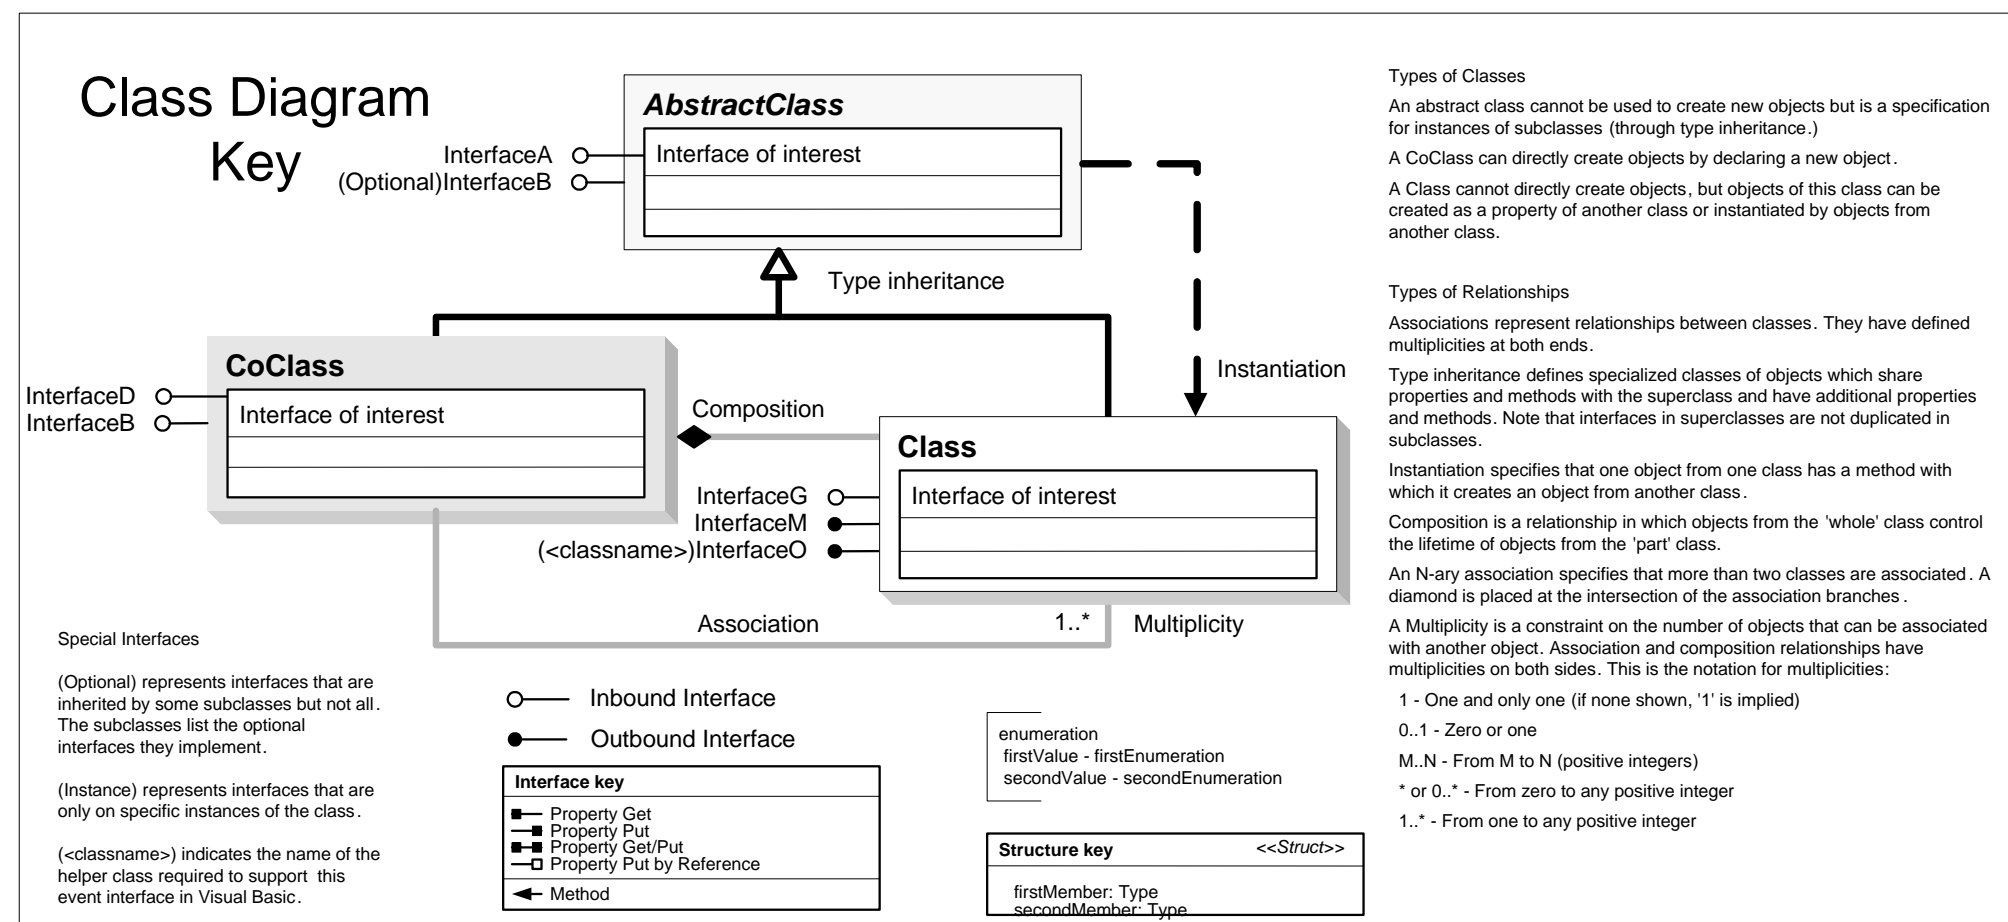 Class Diagram
Key
AbstractClass
Interface of interest
InterfaceA
(Optional)InterfaceB
Type inheritance
CoClass
Interface of interest
InterfaceD
InterfaceB
Composition
Instantiation
Class
Interface of interest
InterfaceG
InterfaceM
(<classname>)InterfaceO
Association
1..*
Multiplicity
Special Interfaces
(Optional) represents interfaces that are
inherited by some subclasses but not all.
The subclasses list the optional
interfaces they implement.
(Instance) represents interfaces that are
only on specific instances of the class.
(<classname>) indicates the name of the
helper class required to support this
event interface in Visual Basic.
Inbound Interface
Outbound Interface
Interface key
Property Get
Property Put
Property Get/Put
Property Put by Reference
Method
enumeration
firstValue - firstEnumeration
secondValue - secondEnumeration
Structure key <<Struct>>
firstMember: Type
secondMember: Type
Types of Classes
An abstract class cannot be used to create new objects but is a specification
for instances of subclasses (through type inheritance.)
A CoClass can directly create objects by declaring a new object.
A Class cannot directly create objects, but objects of this class can be
created as a property of another class or instantiated by objects from
another class.
Types of Relationships
Associations represent relationships between classes. They have defined
multiplicities at both ends.
Type inheritance defines specialized classes of objects which share
properties and methods with the superclass and have additional properties
and methods. Note that interfaces in superclasses are not duplicated in
subclasses.
Instantiation specifies that one object from one class has a method with
which it creates an object from another class.
Composition is a relationship in which objects from the 'whole' class control
the lifetime of objects from the 'part' class.
An N-ary association specifies that more than two classes are associated. A
diamond is placed at the intersection of the association branches.
A Multiplicity is a constraint on the number of objects that can be associated
with another object. Association and composition relationships have
multiplicities on both sides. This is the notation for multiplicities:
1 - One and only one (if none shown, '1' is implied)
0..1 - Zero or one
M..N - From M to N (positive integers)
* or 0..* - From zero to any positive integer
1..* - From one to any positive integer